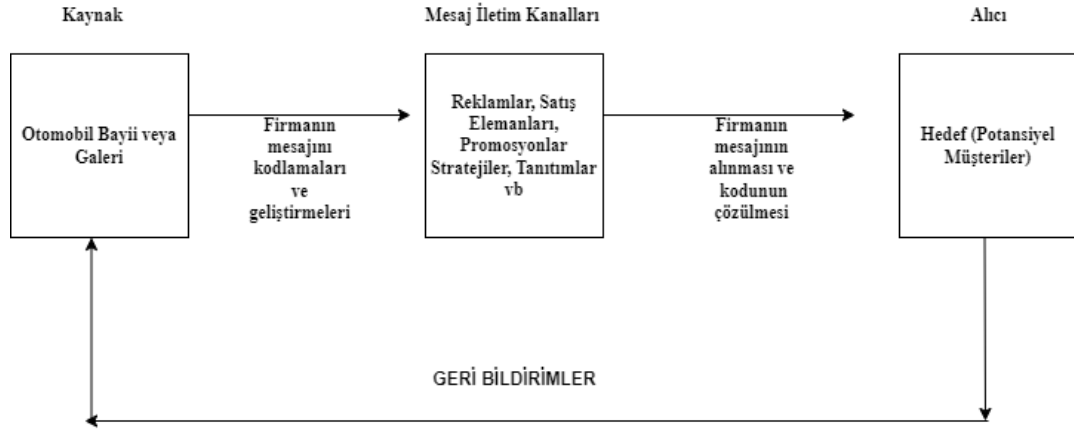 Kaynak
Mesaj İletim Kanalları
Alıcı
Otomobil Bayii veya
Galeri
Firmanın
mesajını
kodlamaları
ve
geliştirmeleri
Reklamlar, Satış
Elemanları,
Promosyonlar
Stratejiler, Tanıtımlar
vb
Firmanın
mesajının
alınması ve
kodunun
çözülmesi
Hedef (Potansiyel
Müşteriler)
GERİ BİLDİRİMLER